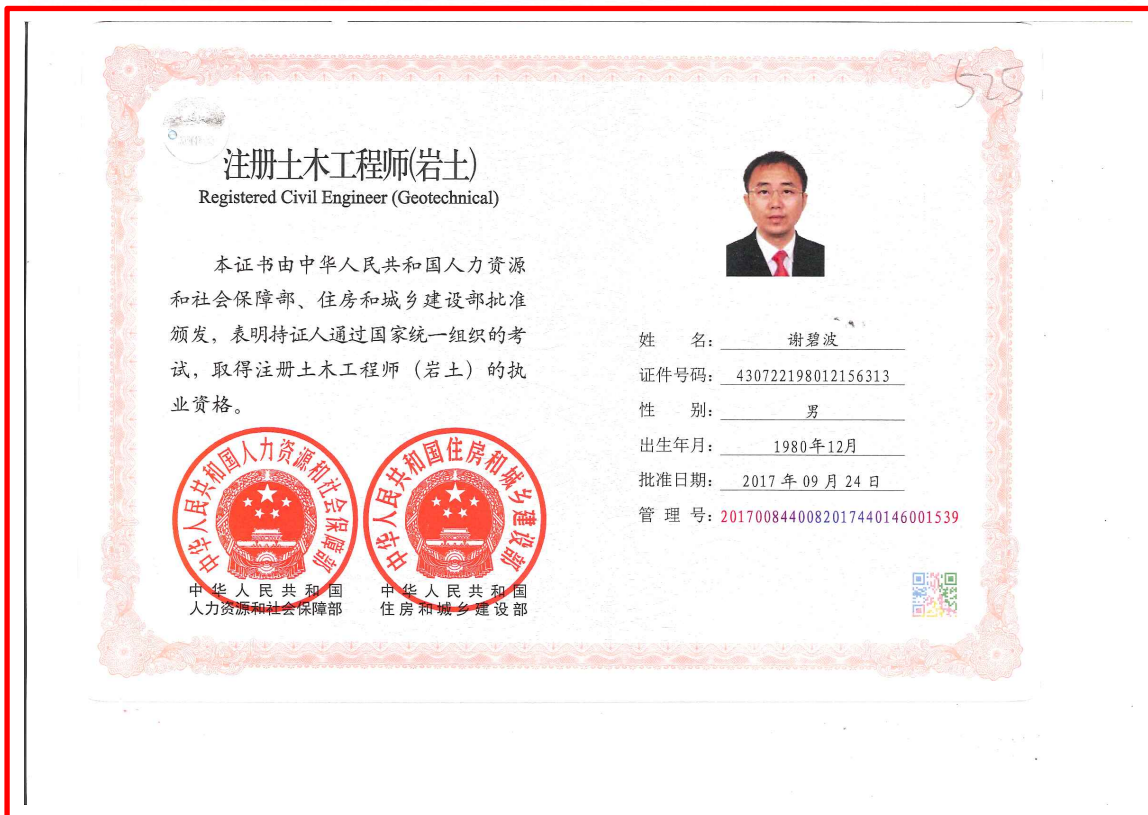 525
注册土木工程师(岩土)
Registered Civil Engineer (Geotechnical)
本证书由中华人民共和国人力资源
和社会保障部、住房和城乡建设部批准
颁发，表明持证人通过国家统一组织的考
试，取得注册土木工程师（岩土）的执
业资格。
中华人民共和国人力资源和社会保障部
中华人民共和国住房和城乡建设部
中华人民共和国
人力资源和社会保障部
中华人民共和国
住房和城乡建设部
姓 名：谢碧波
证件号码：430722198012156313
性 别：男
出生年月：1980年12月
批准日期：2017 年 09 月 24 日
管 理 号：2017008440082017440146001539